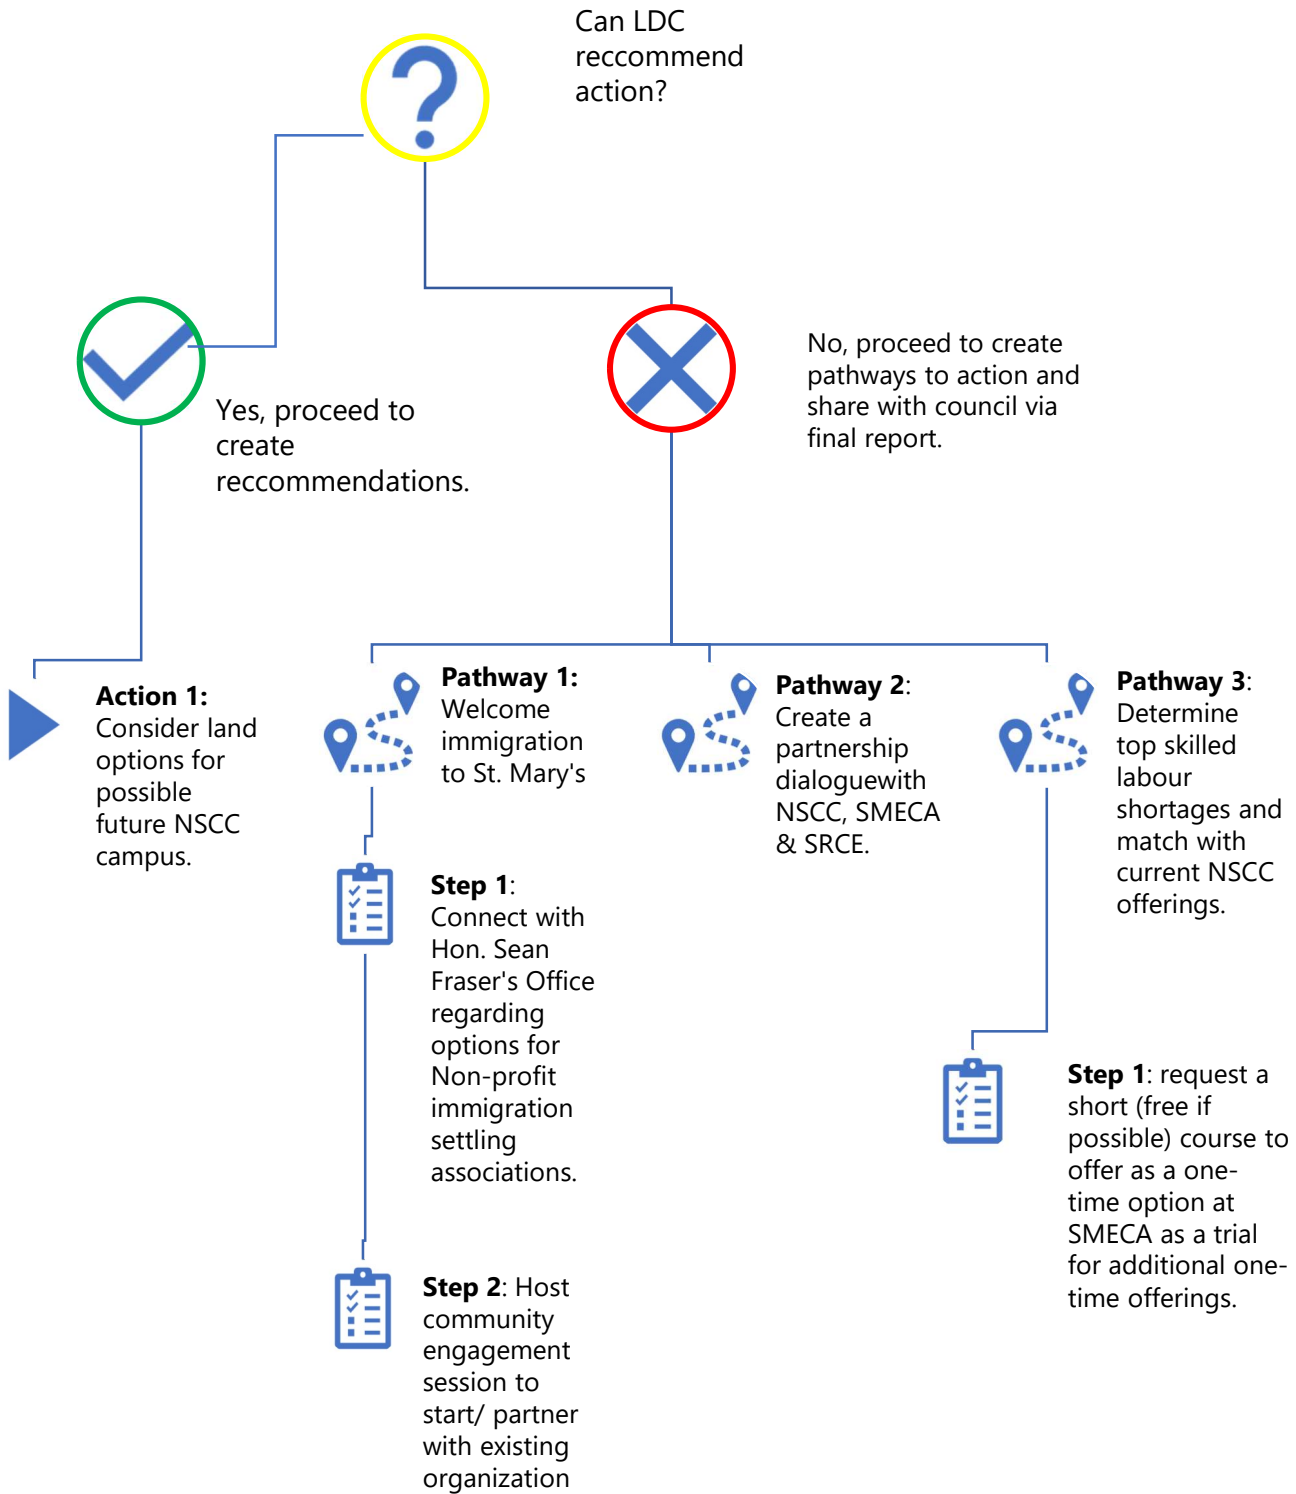 Can LDC
reccommend
action?
Yes, proceed to
create
reccommendations.
No, proceed to create
pathways to action and
share with council via
final report.
Action 1:
Consider land
options for
possible
future NSCC
campus.
Pathway 1:
Welcome
immigration
to St. Mary's
Step 1:
Connect with
Hon. Sean
Fraser's Office
regarding
options for
Non-profit
immigration
settling
associations.
Step 2: Host
community
engagement
session to
start/ partner
with existing
organization
Pathway 2:
Create a
partnership
dialoguewith
NSCC, SMECA
& SRCE.
Pathway 3:
Determine
top skilled
labour
shortages and
match with
current NSCC
offerings.
Step 1: request a
short (free if
possible) course to
offer as a one-
time option at
SMECA as a trial
for additional one-
time offerings.